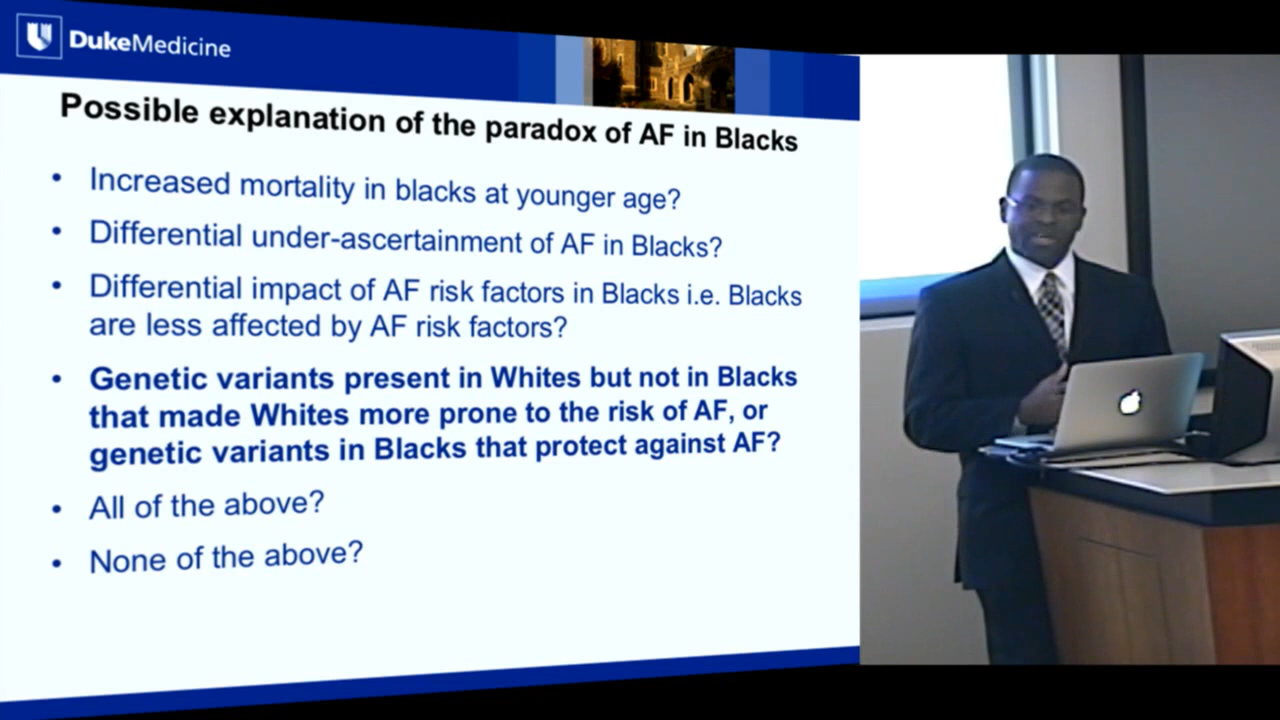 DukeMedicine
Possible explanation of the paradox of AF in Blacks
• Increased mortality in blacks at younger age?
• Differential under-ascertainment of AF in Blacks?
• Differential impact of AF risk factors in Blacks i.e. Blacks
are less affected by AF risk factors?
• Genetic variants present in Whites but not in Blacks
that made Whites more prone to the risk of AF, or
genetic variants in Blacks that protect against AF?
• All of the above?
• None of the above?